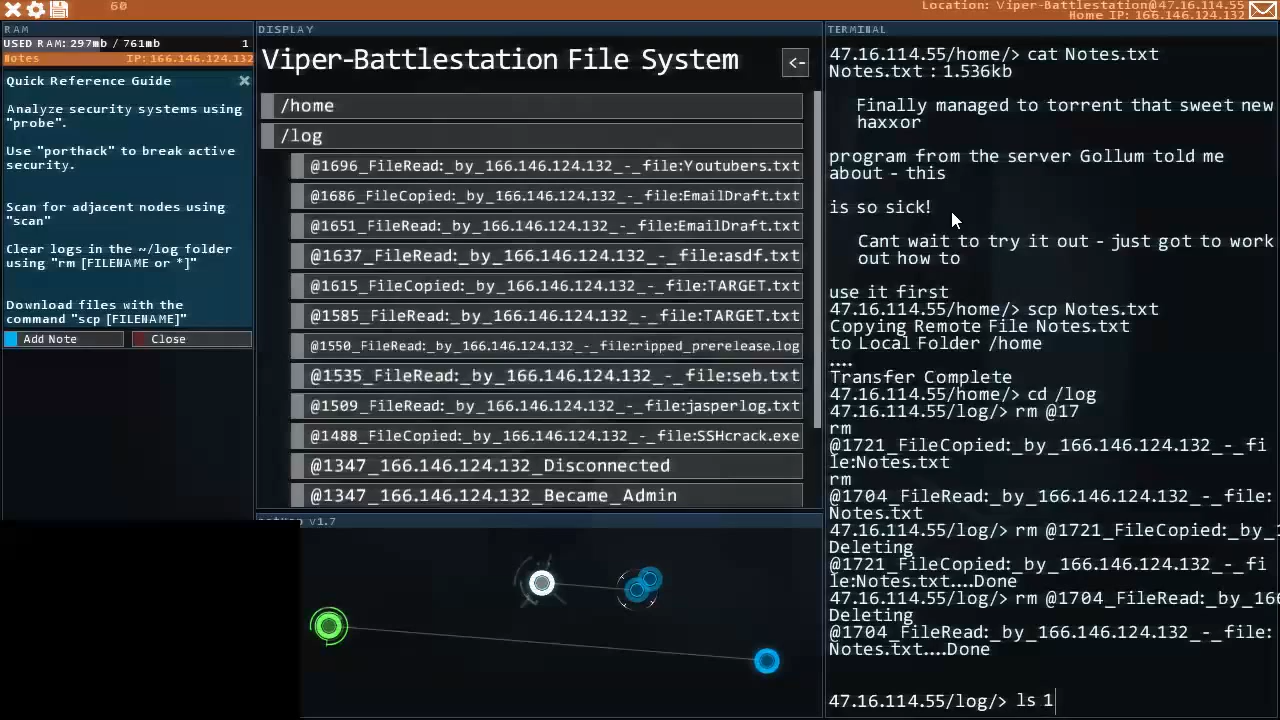 60
Location: Viper-Battlestation@47.16.114.55
Home IP: 166.146.124.132
RAM
USED RAM: 297mb / 761mb 1
Notes IP: 166.146.124.132
Quick Reference Guide
Analyze security systems using
"probe".
Use "porthack" to break active
security.
Scan for adjacent nodes using
"scan"
Clear logs in the ~/log folder
using "rm [FILENAME or *]"
Download files with the
command "scp [FILENAME]"
Add Note
Close
DISPLAY
Viper-Battlestation File System
<-
/home
/log
@1696_FileRead:_by_166.146.124.132_-_file:Youtubers.txt
@1686_FileCopied:_by_166.146.124.132_-_file:EmailDraft.txt
@1651_FileRead:_by_166.146.124.132_-_file:EmailDraft.txt
@1637_FileRead:_by_166.146.124.132_-_file:asdf.txt
@1615_FileCopied:_by_166.146.124.132_-_file:TARGET.txt
@1585_FileRead:_by_166.146.124.132_-_file:TARGET.txt
@1550_FileRead:_by_166.146.124.132_-_file:ripped_prerelease.log
@1535_FileRead:_by_166.146.124.132_-_file:seb.txt
@1509_FileRead:_by_166.146.124.132_-_file:jasperlog.txt
@1488_FileCopied:_by_166.146.124.132_-_file:SSHcrack.exe
@1347_166.146.124.132_Disconnected
@1347_166.146.124.132_Became_Admin
v1.7
TERMINAL
47.16.114.55/home/> cat Notes.txt
Notes.txt : 1.536kb
Finally managed to torrent that sweet new
haxxor
program from the server Gollum told me
about - this
is so sick!
Cant wait to try it out - just got to work
out how to
use it first
47.16.114.55/home/> scp Notes.txt
Copying Remote File Notes.txt
to Local Folder /home
....
Transfer Complete
47.16.114.55/home/> cd /log
47.16.114.55/log/> rm @17
rm
@1721_FileCopied:_by_166.146.124.132_-_fi
le:Notes.txt
rm
@1704_FileRead:_by_166.146.124.132_-_file:
Notes.txt
47.16.114.55/log/> rm @1721_FileCopied:_by_1
Deleting
@1721_FileCopied:_by_166.146.124.132_-_fi
le:Notes.txt....Done
47.16.114.55/log/> rm @1704_FileRead:_by_166
Deleting
@1704_FileRead:_by_166.146.124.132_-_file:
Notes.txt....Done
47.16.114.55/log/> ls 1